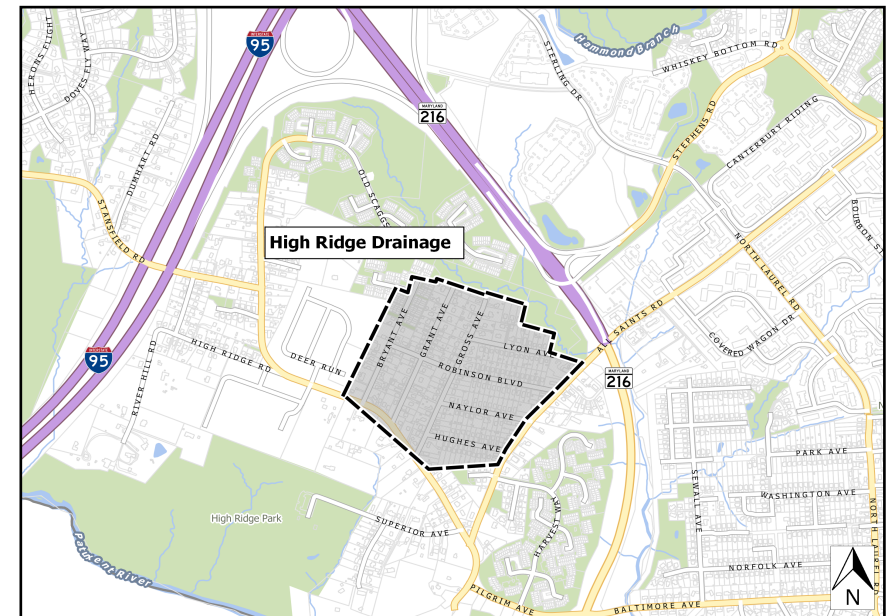 HERONS FLIGHT
DOVES FLY WAY
INTERSTATE
95
Hammond Branch
WHISKEY BOTTOM RD
STERLING DR
MARYLAND
216
STEPHENS RD
CANTERBURY RIDING
DUMHART RD
OLD SCAGGS
STANSFIELD RD
BOURBON ST
High Ridge Drainage
NORTH LAUREL RD
ALL SAINTS RD
COVERED WAGON DR
BRYANT AVE
GRANT AVE
GROSS AVE
LYON AVE
HIGH RIDGE RD
DEER RUN
ROBINSON BLVD
INTERSTATE
95
RIVER HILL RD
MARYLAND
216
NAYLOR AVE
HUGHES AVE
PARK AVE
SEWALL AVE
WASHINGTON AVE
NORTH LAUREL RD
High Ridge Park
SUPERIOR AVE
HARVEST WAY
Patuxent River
NORFOLK AVE
PILGRIM AVE
BALTIMORE AVE
N